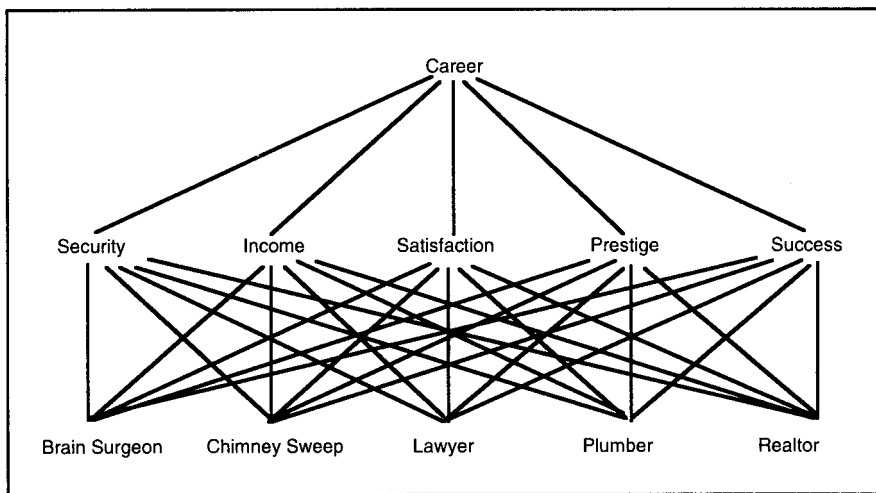 Career
Security Income Satisfaction Prestige Success
Brain Surgeon Chimney Sweep Lawyer Plumber Realtor